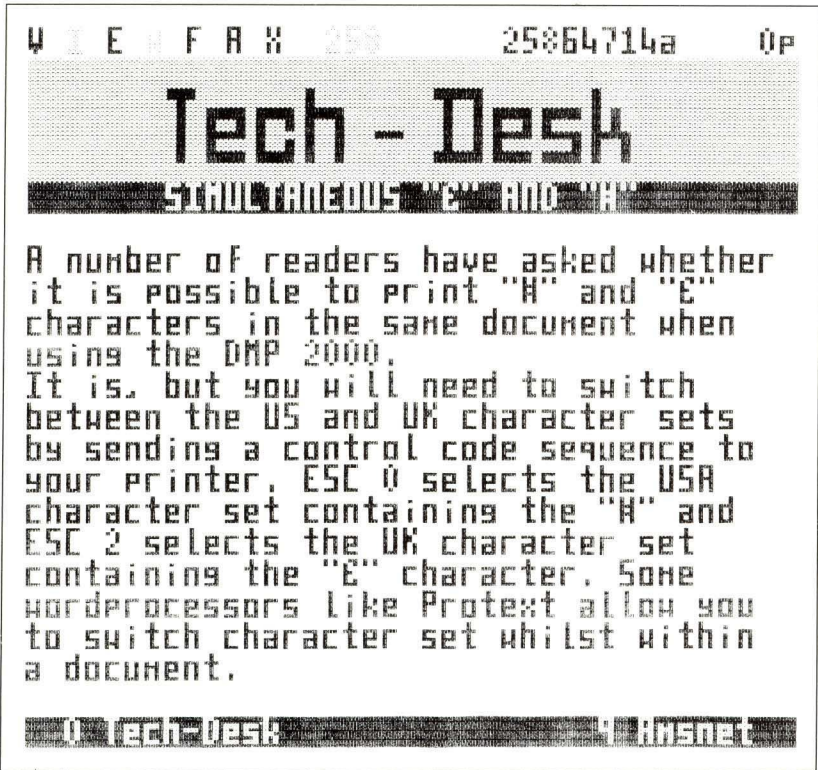 V I E W F A X 258 25864714a 0p
Tech - Desk
SIMULTANEOUS "£" AND "#"
A number of readers have asked whether
it is possible to print "#" and "£"
characters in the same document when
using the DMP 2000.
It is, but you will need to switch
between the US and UK character sets
by sending a control code sequence to
your printer. ESC 0 selects the USA
character set containing the "#" and
ESC 2 selects the UK character set
containing the "£" character. Some
wordprocessors like Protext allow you
to switch character set whilst within
a document.
0 Tech-Desk 9 Amsnet